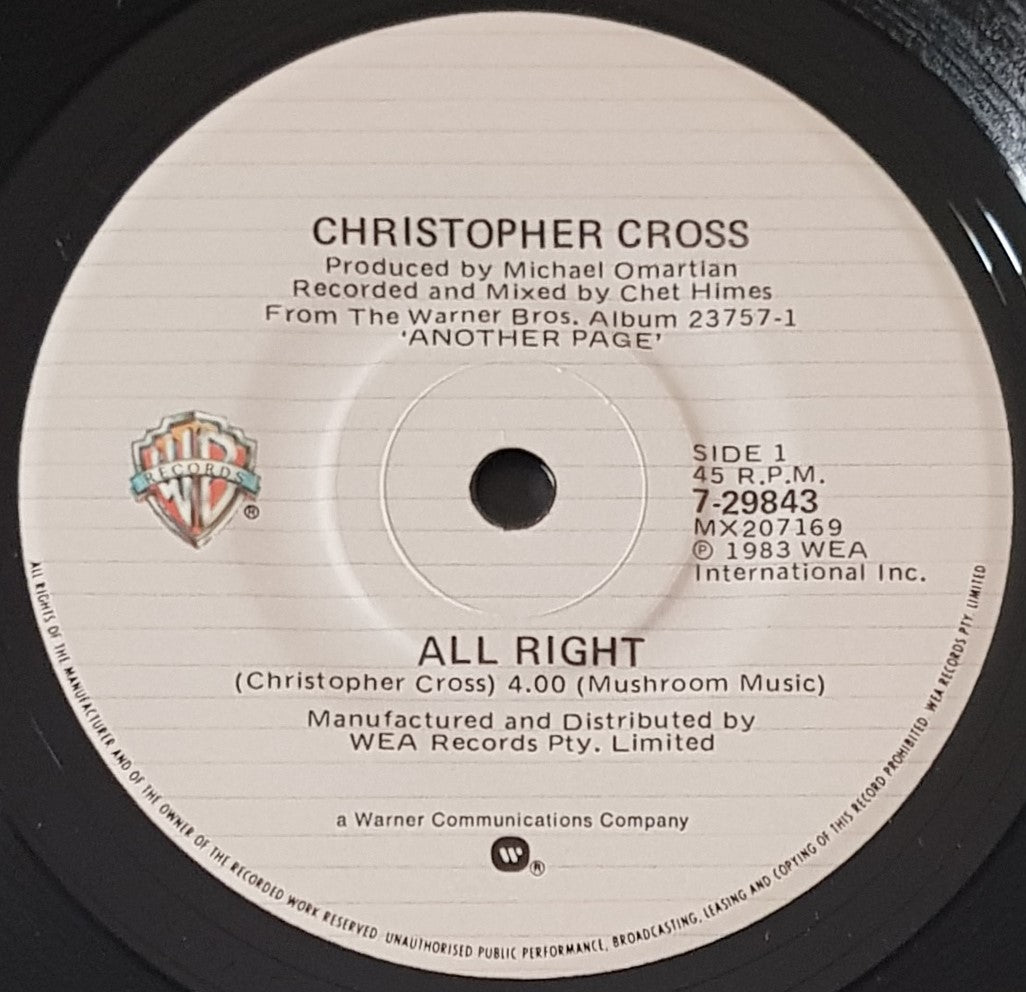 CHRISTOPHER CROSS
Produced by Michael Omartian
Recorded and Mixed by Chet Himes
From The Warner Bros. Album 23757-1
'ANOTHER PAGE'
WB
RECORDS
®
SIDE 1
45 R.P.M.
7-29843
MX207169
℗ 1983 WEA
International Inc.
ALL RIGHT
(Christopher Cross) 4.00 (Mushroom Music)
Manufactured and Distributed by
WEA Records Pty. Limited
a Warner Communications Company
®
ALL RIGHTS OF THE MANUFACTURER AND OF THE OWNER OF THE RECORDED WORK RESERVED. UNAUTHORISED PUBLIC PERFORMANCE, BROADCASTING, LEASING AND COPYING OF THIS RECORD PROHIBITED. WEA RECORDS PTY. LIMITED